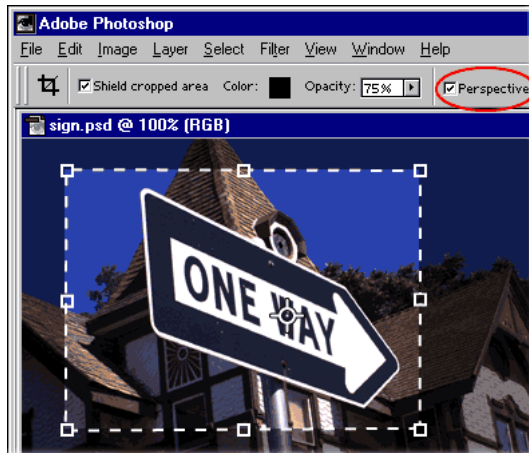 Adobe Photoshop
File Edit Image Layer Select Filter View Window Help
Shield cropped area Color: Opacity: 75% Perspective
sign.psd @ 100% (RGB)
ONE WAY